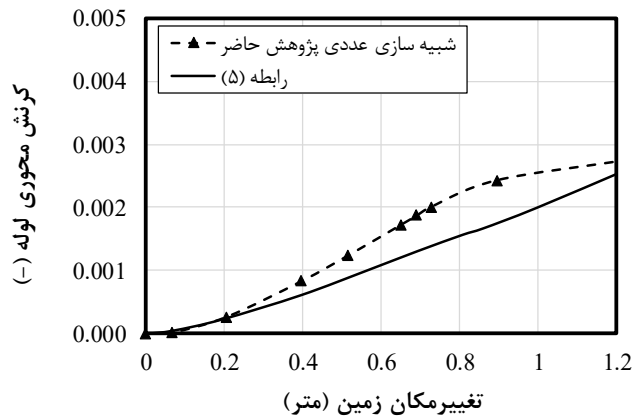 0.005
0.004
0.003
0.002
0.001
0.000
کرنش محوری لوله (-)
شبیه سازی عددی پژوهش حاضر
رابطه (۵)
0 0.2 0.4 0.6 0.8 1 1.2
تغییرمکان زمین (متر)